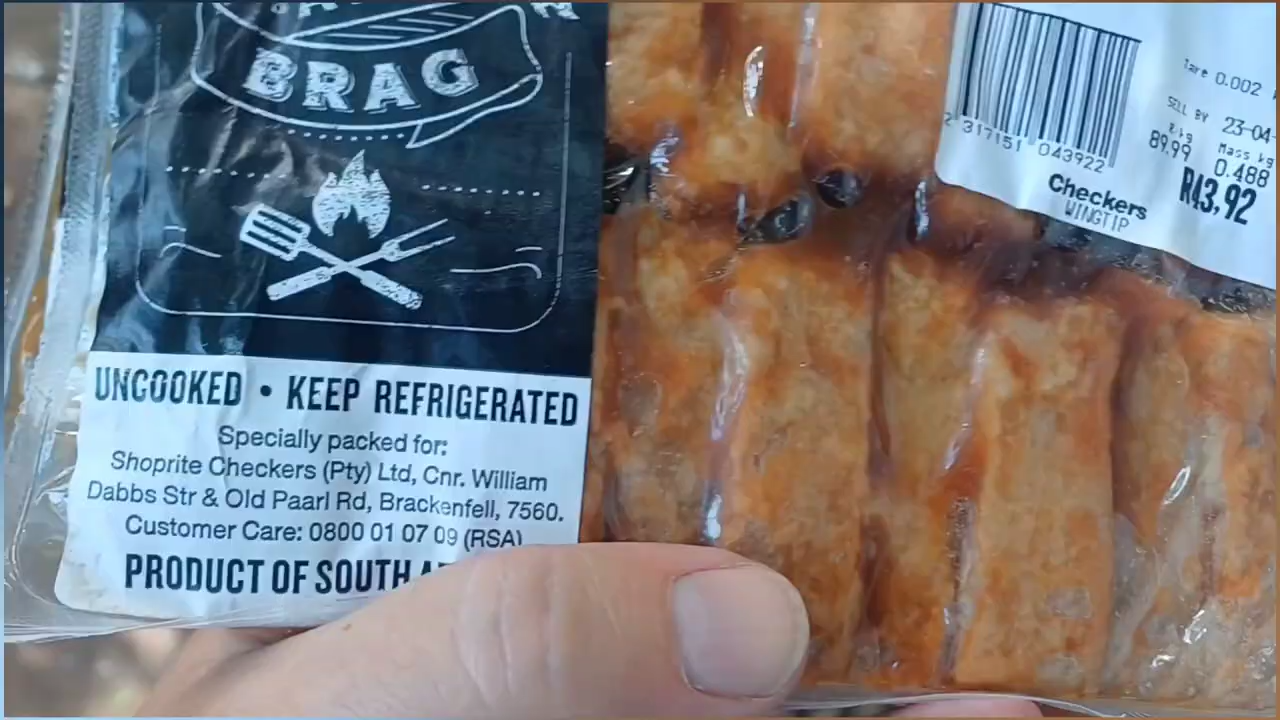 BRAG
UNCOOKED • KEEP REFRIGERATED
Specially packed for:
Shoprite Checkers (Pty) Ltd, Cnr. William
Dabbs Str & Old Paarl Rd, Brackenfell, 7560.
Customer Care: 0800 01 07 09 (RSA)
PRODUCT OF SOUTH
2 317151 043922
Tare 0.002
SELL BY 23-04-
Mass kg
89.99 0.488
R43,92
Checkers
WINGTIP